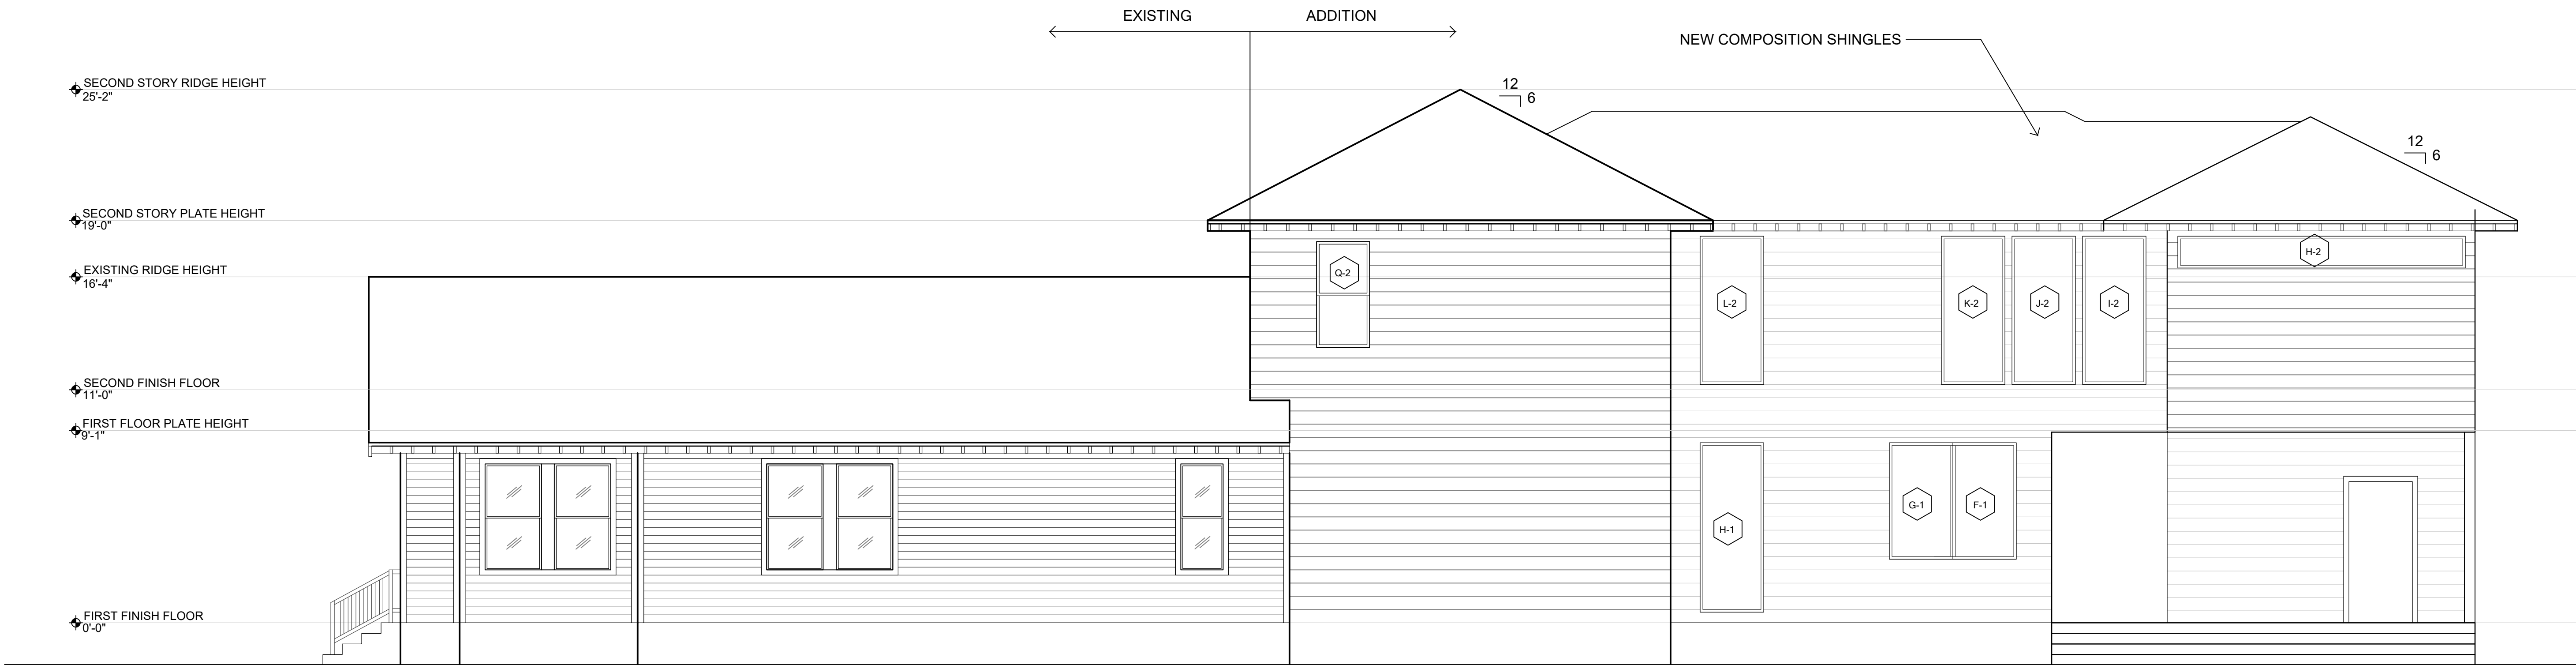 EXISTING
ADDITION
NEW COMPOSITION SHINGLES
SECOND STORY RIDGE HEIGHT
25'-2"
12
6
12
6
SECOND STORY PLATE HEIGHT
19'-0"
EXISTING RIDGE HEIGHT
16'-4"
Q-2
L-2
K-2
J-2
I-2
H-2
SECOND FINISH FLOOR
11'-0"
FIRST FLOOR PLATE HEIGHT
9'-1"
H-1
G-1
F-1
FIRST FINISH FLOOR
0'-0"